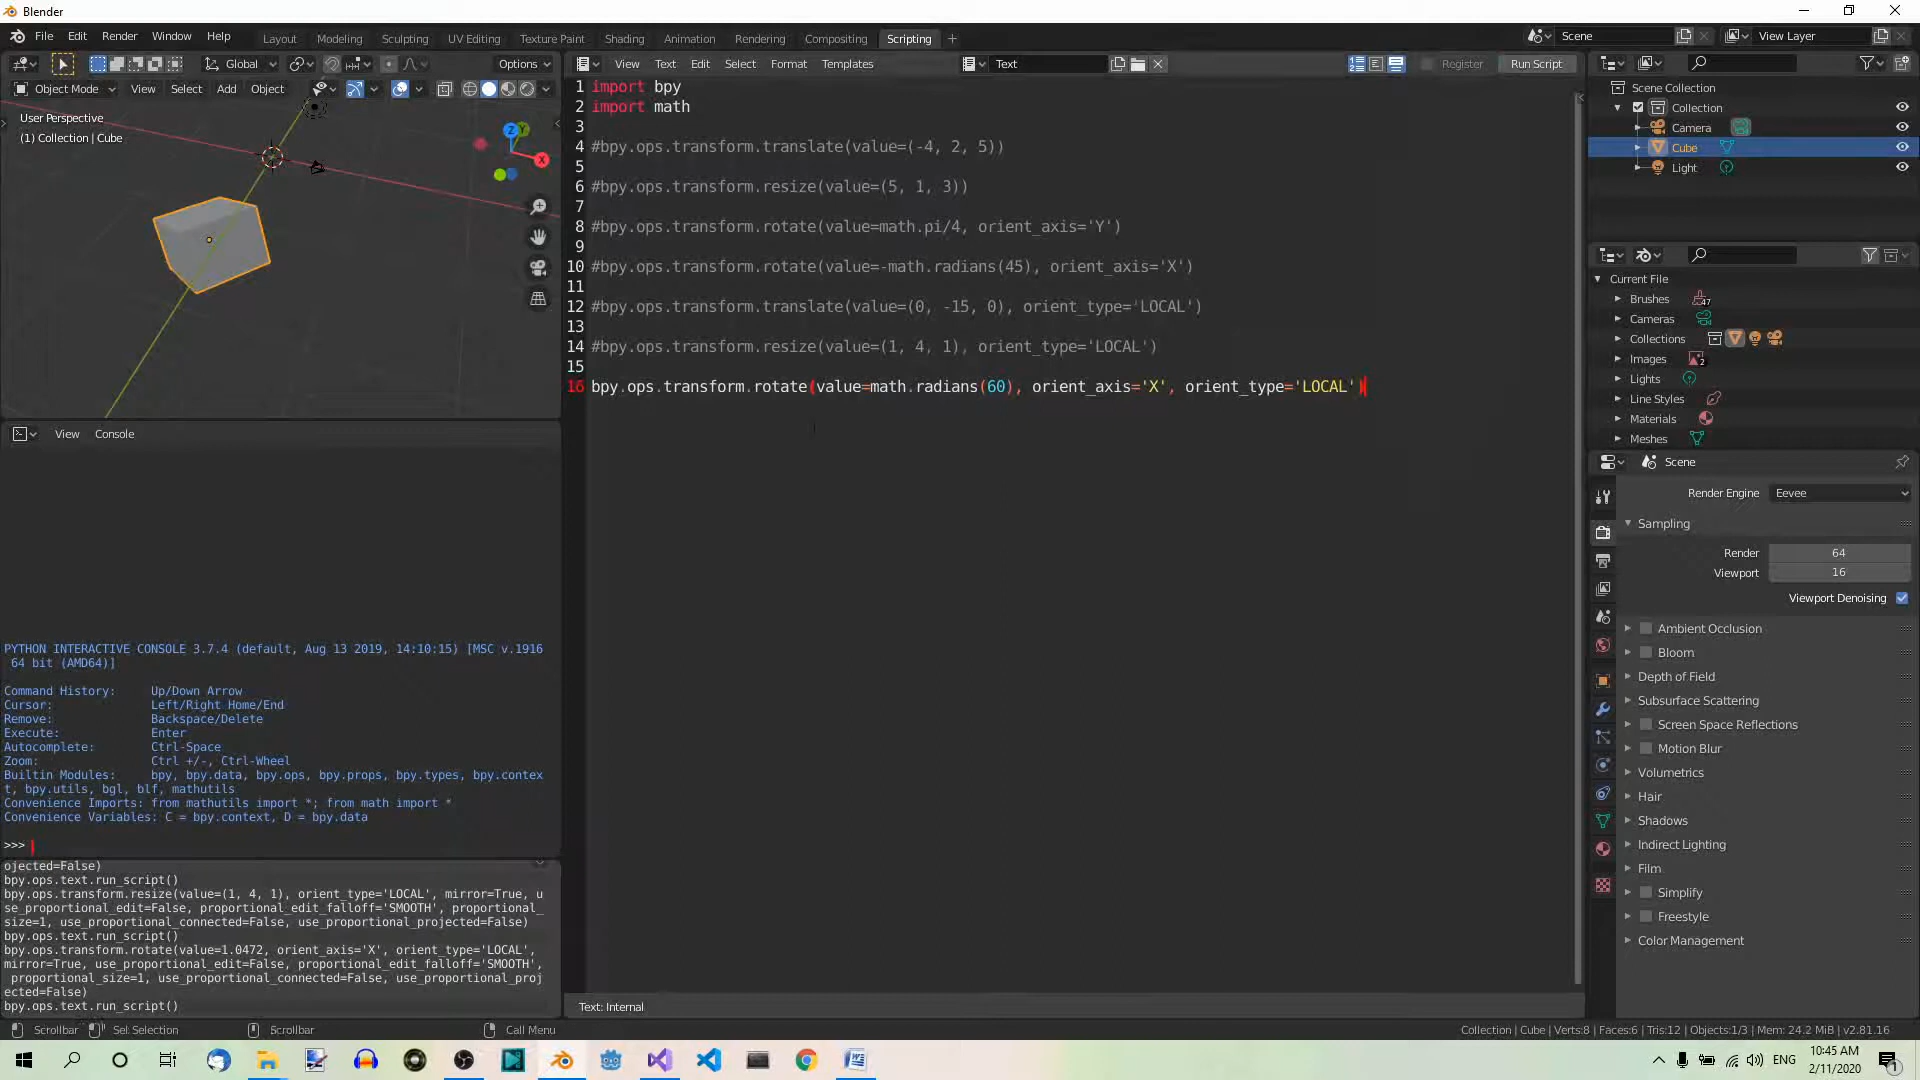 Blender
File Edit Render Window Help
Layout Modeling Sculpting UV Editing Texture Paint Shading Animation Rendering Compositing Scripting +
Scene
View Layer
Global
Options
Object Mode View Select Add Object
User Perspective
(1) Collection | Cube
Z Y X
View Text Edit Select Format Templates
Text
Register
Run Script
1 import bpy
2 import math
3
4 #bpy.ops.transform.translate(value=(-4, 2, 5))
5
6 #bpy.ops.transform.resize(value=(5, 1, 3))
7
8 #bpy.ops.transform.rotate(value=math.pi/4, orient_axis='Y')
9
10 #bpy.ops.transform.rotate(value=-math.radians(45), orient_axis='X')
11
12 #bpy.ops.transform.translate(value=(0, -15, 0), orient_type='LOCAL')
13
14 #bpy.ops.transform.resize(value=(1, 4, 1), orient_type='LOCAL')
15
16 bpy.ops.transform.rotate(value=math.radians(60), orient_axis='X', orient_type='LOCAL')
Text: Internal
View Console
PYTHON INTERACTIVE CONSOLE 3.7.4 (default, Aug 13 2019, 14:10:15) [MSC v.1916
64 bit (AMD64)]
Command History: Up/Down Arrow
Cursor: Left/Right Home/End
Remove: Backspace/Delete
Execute: Enter
Autocomplete: Ctrl-Space
Zoom: Ctrl +/-, Ctrl-Wheel
Builtin Modules: bpy, bpy.data, bpy.ops, bpy.props, bpy.types, bpy.contex
t, bpy.utils, bgl, blf, mathutils
Convenience Imports: from mathutils import *; from math import *
Convenience Variables: C = bpy.context, D = bpy.data
>>>
ojected=False)
bpy.ops.text.run_script()
bpy.ops.transform.resize(value=(1, 4, 1), orient_type='LOCAL', mirror=True, u
se_proportional_edit=False, proportional_edit_falloff='SMOOTH', proportional_
size=1, use_proportional_connected=False, use_proportional_projected=False)
bpy.ops.text.run_script()
bpy.ops.transform.rotate(value=1.0472, orient_axis='X', orient_type='LOCAL',
mirror=True, use_proportional_edit=False, proportional_edit_falloff='SMOOTH',
proportional_size=1, use_proportional_connected=False, use_proportional_proj
ected=False)
bpy.ops.text.run_script()
Scene Collection
Collection
Camera
Cube
Light
Current File
Brushes 47
Cameras
Collections
Images 2
Lights
Line Styles
Materials
Meshes
Scene
Render Engine Eevee
Sampling
Render 64
Viewport 16
Viewport Denoising
Ambient Occlusion
Bloom
Depth of Field
Subsurface Scattering
Screen Space Reflections
Motion Blur
Volumetrics
Hair
Shadows
Indirect Lighting
Film
Simplify
Freestyle
Color Management
Scrollbar Sel. Selection Scrollbar Call Menu
Collection | Cube | Verts:8 | Faces:6 | Tris:12 | Objects:1/3 | Mem: 24.2 MiB | v2.81.16
ENG
10:45 AM
2/11/2020
1